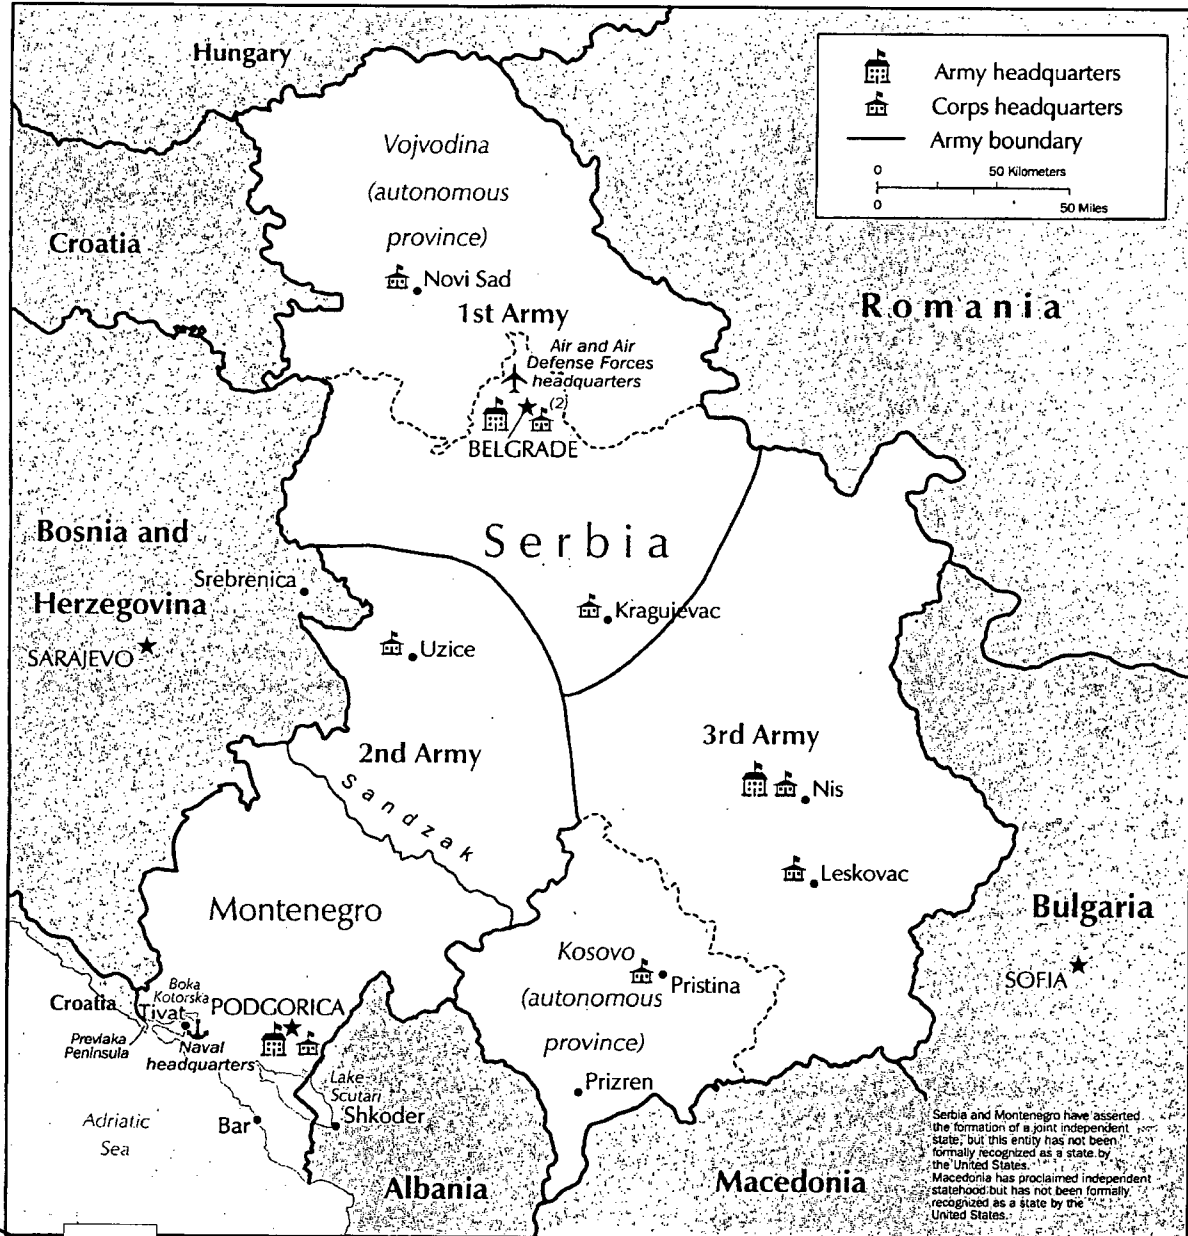 Hungary
Army headquarters
Corps headquarters
Army boundary
0 50 Kilometers
0 50 Miles
Vojvodina
(autonomous
province)
Croatia
Novi Sad
1st Army
Romania
Air and Air
Defense Forces
headquarters
(2)
BELGRADE
Serbia
Bosnia and
Herzegovina
Srebrenica
SARAJEVO
Kragujevac
Uzice
2nd Army
Sandzak
3rd Army
Nis
Leskovac
Montenegro
Bulgaria
SOFIA
Kosovo
(autonomous
province)
Pristina
Prizren
Croatia
Boka
Kotorska
Tivat
PODGORICA
Prevlaka
Peninsula
Naval
headquarters
Lake
Scutari
Shkoder
Bar
Adriatic
Sea
Albania
Macedonia
Serbia and Montenegro have asserted
the formation of a joint independent
state, but this entity has not been
formally recognized as a state by
the United States.
Macedonia has proclaimed independent
statehood but has not been formally
recognized as a state by the
United States.